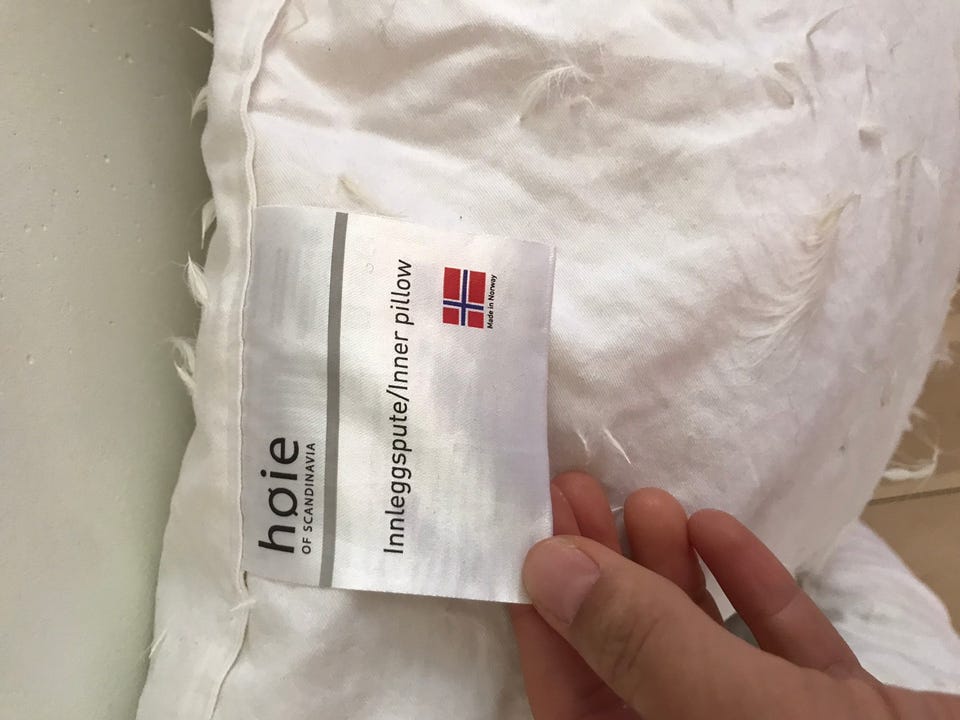 høie
OF SCANDINAVIA
Innleggspute/Inner pillow
Made in Norway